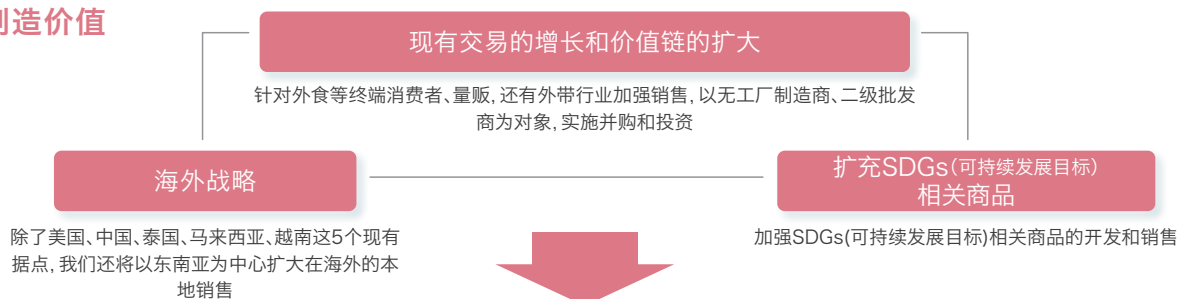 创造价值
现有交易的增长和价值链的扩大
针对外食等终端消费者、量贩, 还有外带行业加强销售, 以无工厂制造商、二级批发
商为对象, 实施并购和投资
海外战略
除了美国、中国、泰国、马来西亚、越南这5个现有
据点, 我们还将以东南亚为中心扩大在海外的本
地销售
扩充SDGs(可持续发展目标)
相关商品
加强SDGs(可持续发展目标)相关商品的开发和销售